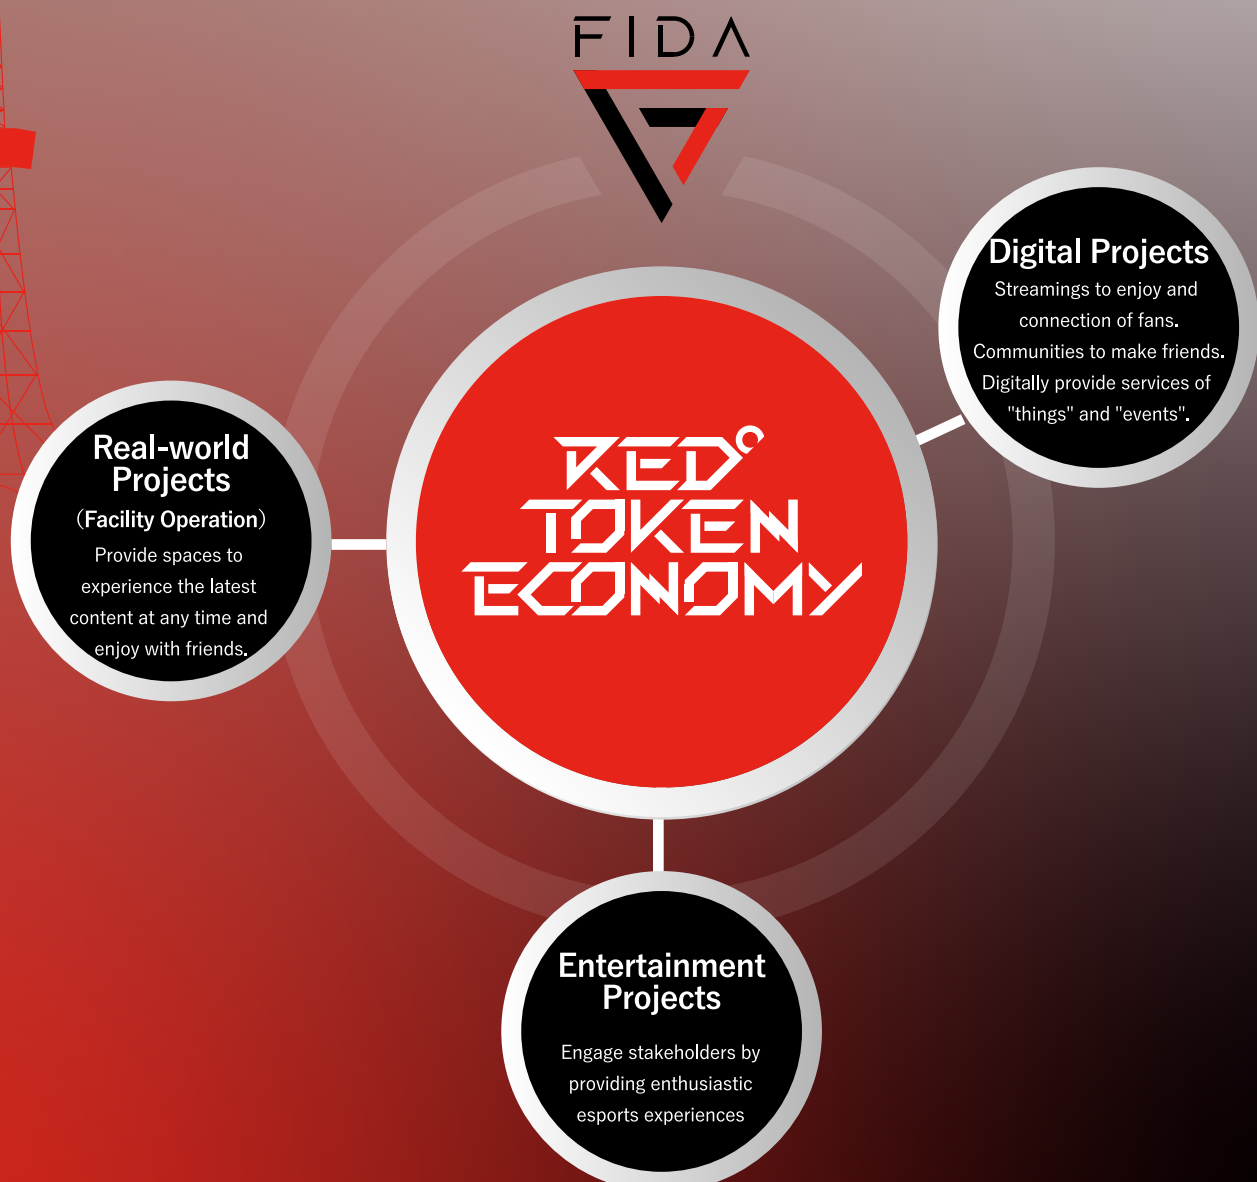 FIDA
Digital Projects
Streamings to enjoy and
connection of fans.
Communities to make friends.
Digitally provide services of
"things" and "events".
RED°
TOKEN
ECONOMY
Real-world
Projects
（Facility Operation）
Provide spaces to
experience the latest
content at any time and
enjoy with friends.
Entertainment
Projects
Engage stakeholders by
providing enthusiastic
esports experiences